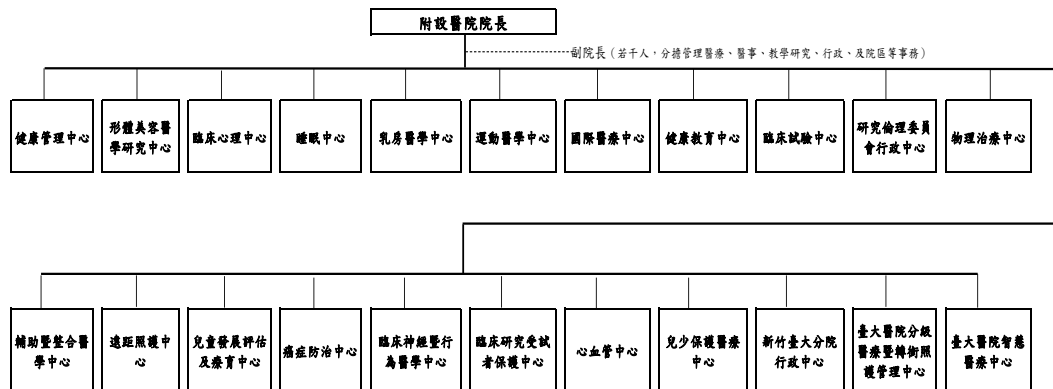 附設醫院院長
副院長（若干人，分擔管理醫療、醫事、教學研究、行政、及院區等事務）
健康管理中心
形體美容醫
學研究中心
臨床心理中心
睡眠中心
乳房醫學中心
運動醫學中心
國際醫療中心
健康教育中心
臨床試驗中心
研究倫理委員
會行政中心
物理治療中心
輔助暨整合醫
學中心
遠距照護中
心
兒童發展評估
及療育中心
癌症防治中心
臨床神經暨行
為醫學中心
臨床研究受試
者保護中心
心血管中心
兒少保護醫療
中心
新竹臺大分院
行政中心
臺大醫院分級
醫療暨轉銜照
護管理中心
臺大醫院智慧
醫療中心